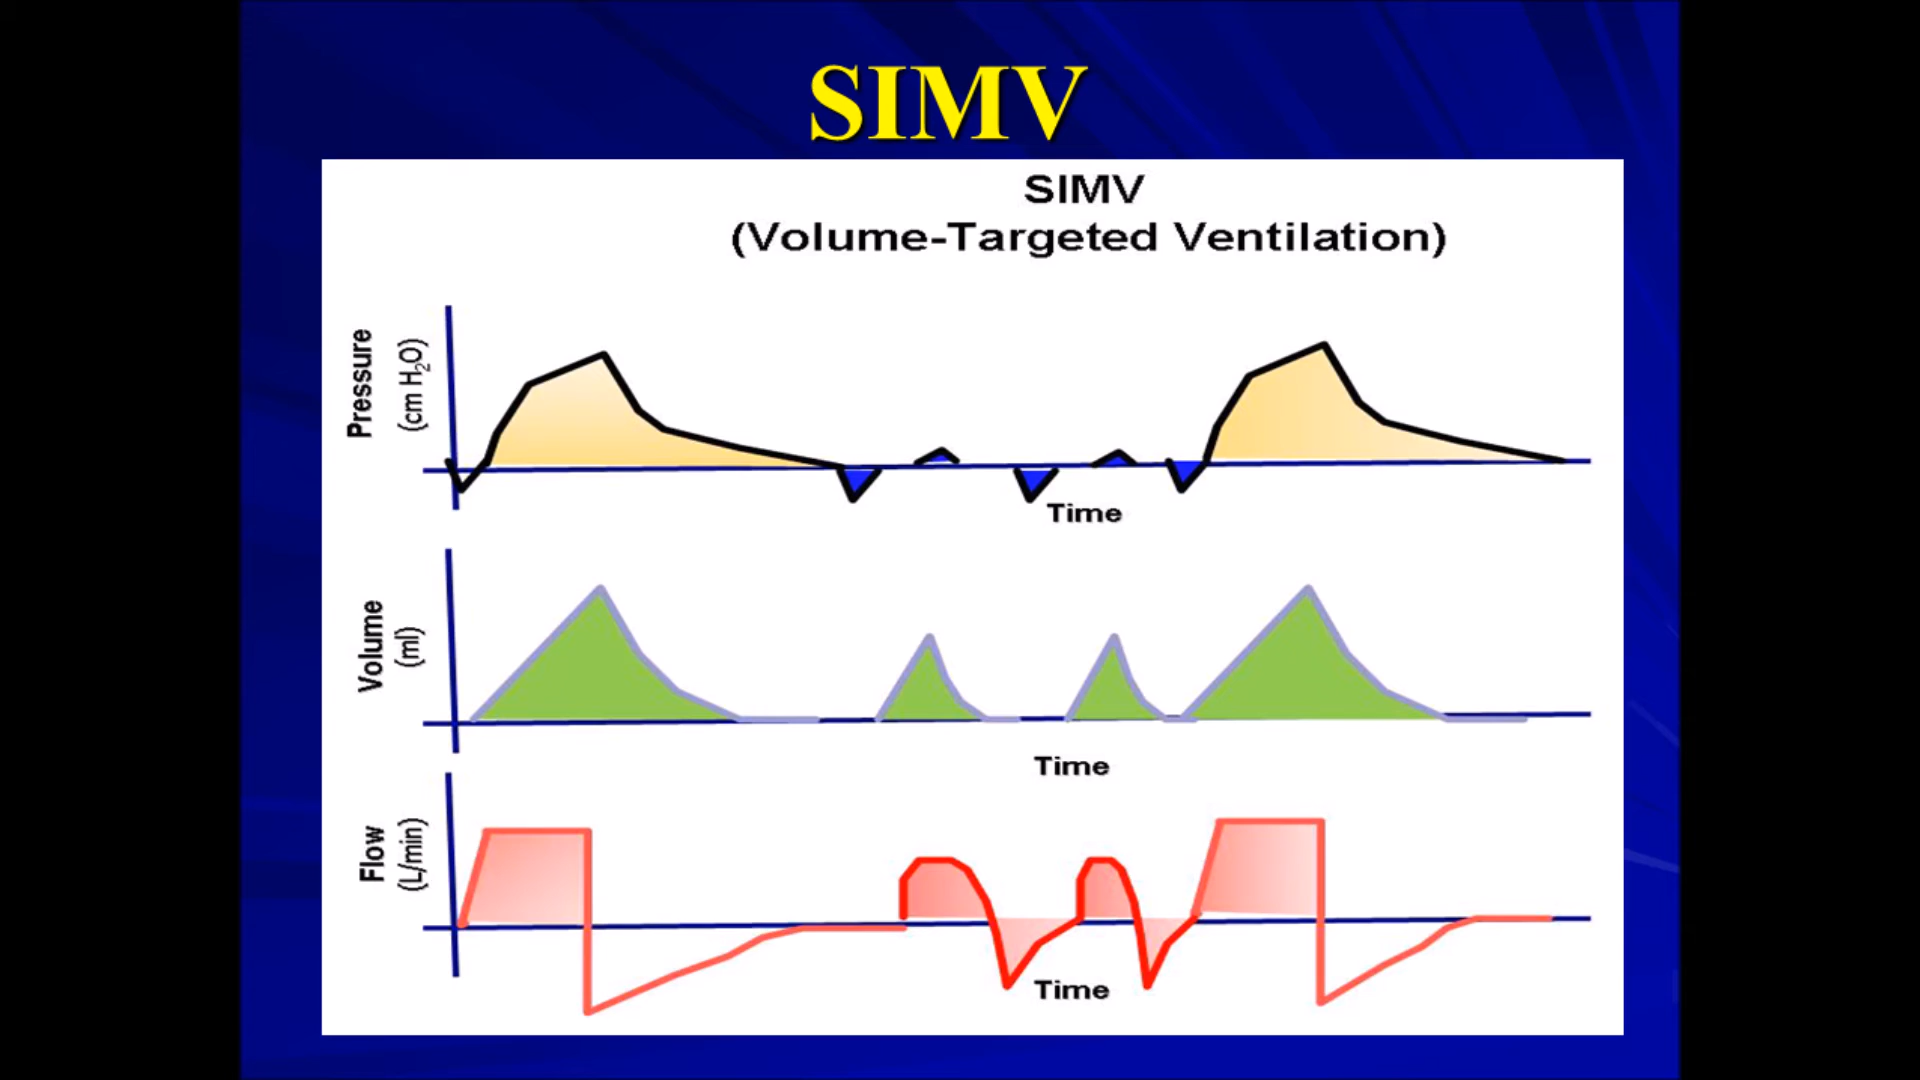 SIMV
SIMV
(Volume-Targeted Ventilation)
Pressure
(cm H₂O)
Time
Volume
(ml)
Time
Flow
(L/min)
Time